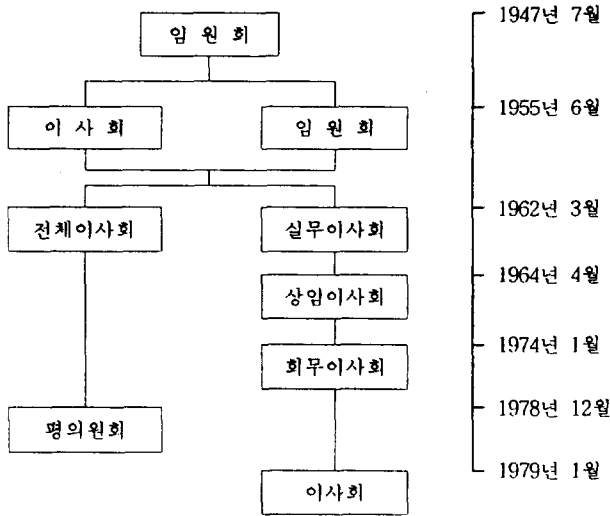 임 원 회 1947년 7월
이 사 회 임 원 회 1955년 6월
전체이사회 실무이사회 1962년 3월
상임이사회 1964년 4월
회무이사회 1974년 1월
평의원회 1978년 12월
이사회 1979년 1월